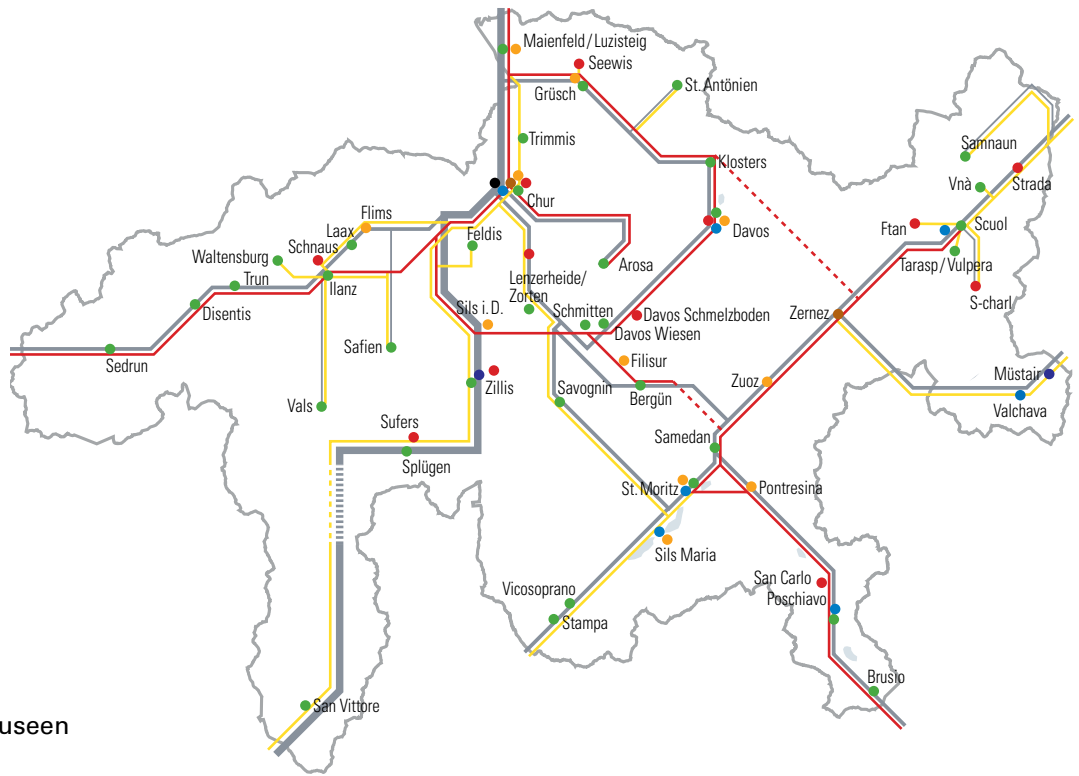 Maienfeld/Luzisteig
Seewis
Grüsch
St. Antönien
Trimmis
Samnaun
Klosters
Vnà
Strada
Chur
Flims
Ftan
Scuol
Laax
Feldis
Davos
Schnaus
Waltensburg
Tarasp/Vulpera
Arosa
Trun
Ilanz
Lenzerheide/
Zorten
S-charl
Disentis
Sils i.D.
Schmitten
Davos Schmelzboden
Davos Wiesen
Zernez
Safien
Filisur
Sedrun
Zillis
Zuoz
Müstair
Savognin
Bergün
Vals
Valchava
Sufers
Samedan
Splügen
St. Moritz
Pontresina
Sils Maria
San Carlo
Vicosoprano
Poschiavo
Stampa
Brusio
San Vittore
useen